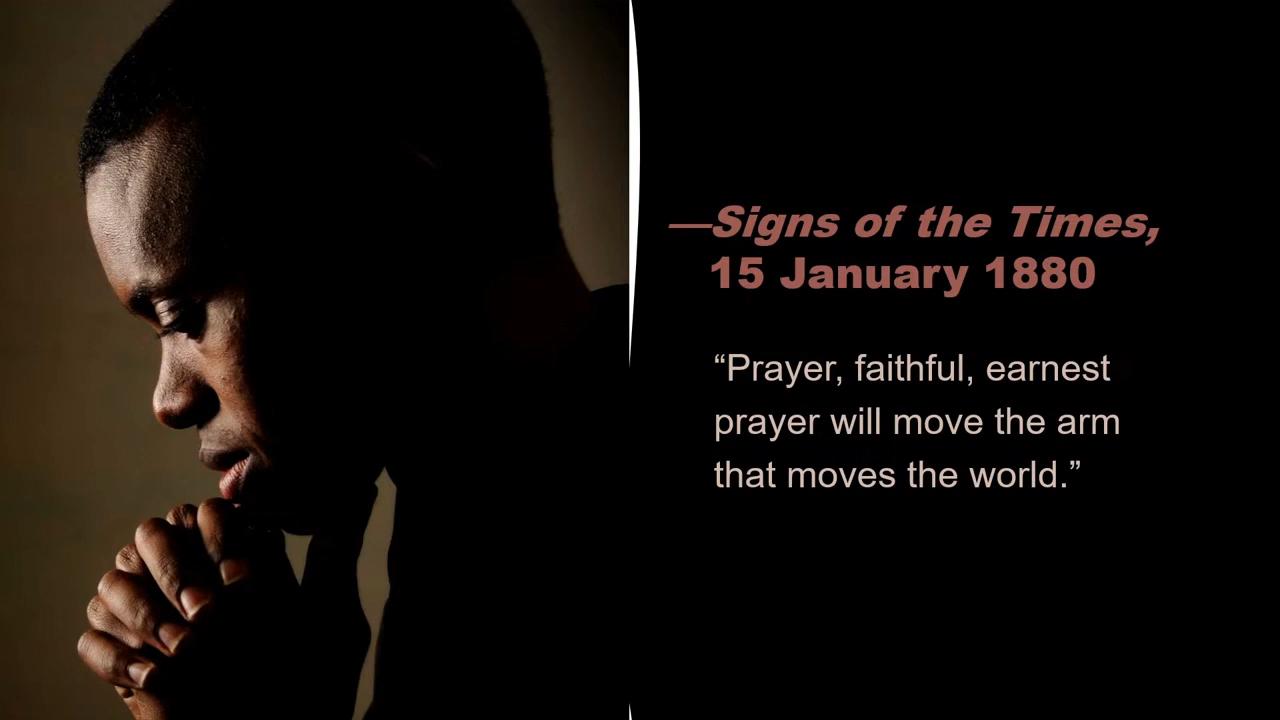 —Signs of the Times,
15 January 1880
“Prayer, faithful, earnest
prayer will move the arm
that moves the world.”